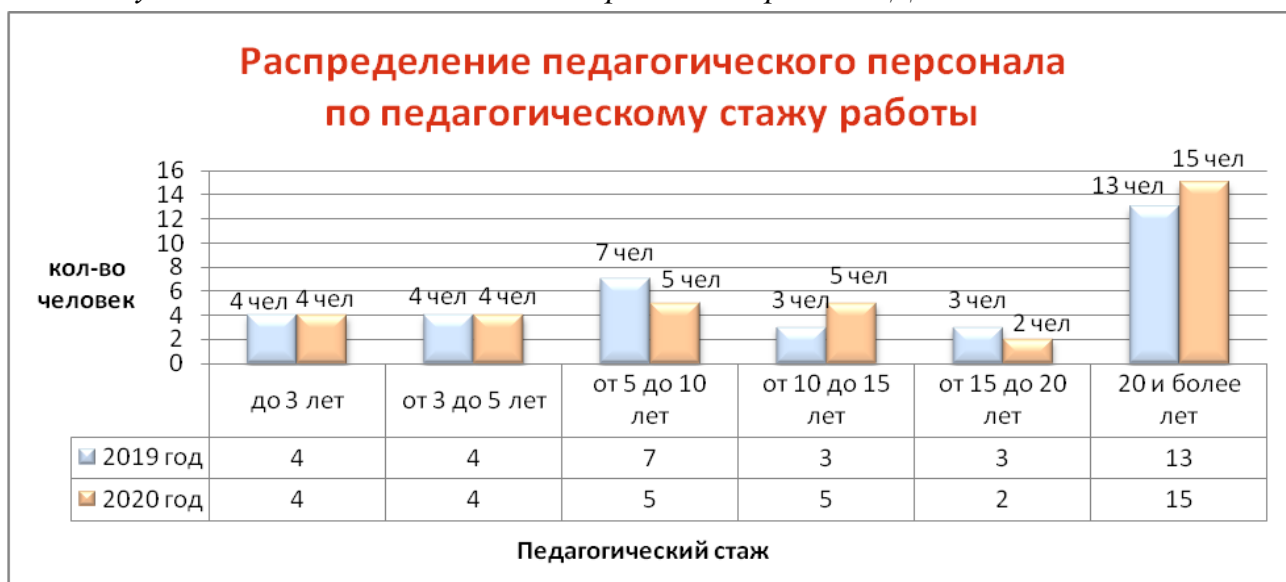 Распределение педагогического персонала
по педагогическому стажу работы
16
14
12
10
8
6
4
2
0
кол-во
человек
4 чел 4 чел
4 чел 4 чел
7 чел
5 чел
3 чел
5 чел
3 чел
2 чел
13 чел
15 чел
до 3 лет
от 3 до 5 лет
от 5 до 10
лет
от 10 до 15
лет
от 15 до 20
лет
20 и более
лет
2019 год 4 4 7 3 3 13
2020 год 4 4 5 5 2 15
Педагогический стаж